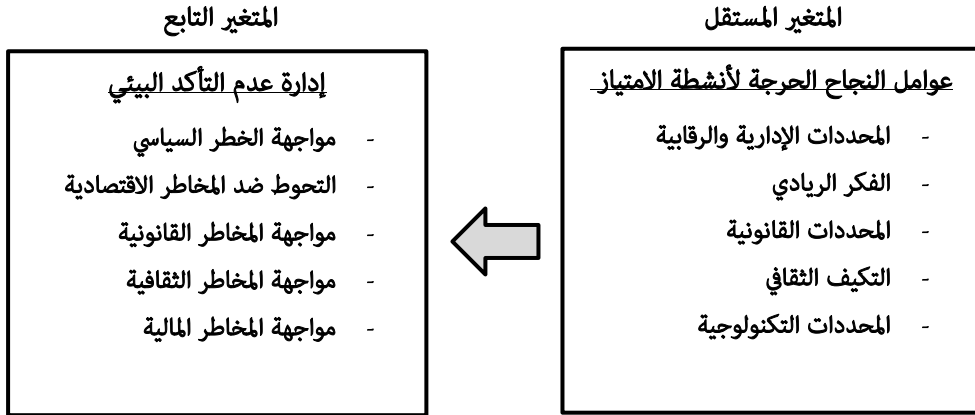 المتغير المستقل
عوامل النجاح الحرجة لأنشطة الامتياز
- المحددات الإدارية والرقابية
- الفكر الريادي
- المحددات القانونية
- التكيف الثقافي
- المحددات التكنولوجية
المتغير التابع
إدارة عدم التأكد البيئي
- مواجهة الخطر السياسي
- التحوط ضد المخاطر الاقتصادية
- مواجهة المخاطر القانونية
- مواجهة المخاطر الثقافية
- مواجهة المخاطر المالية